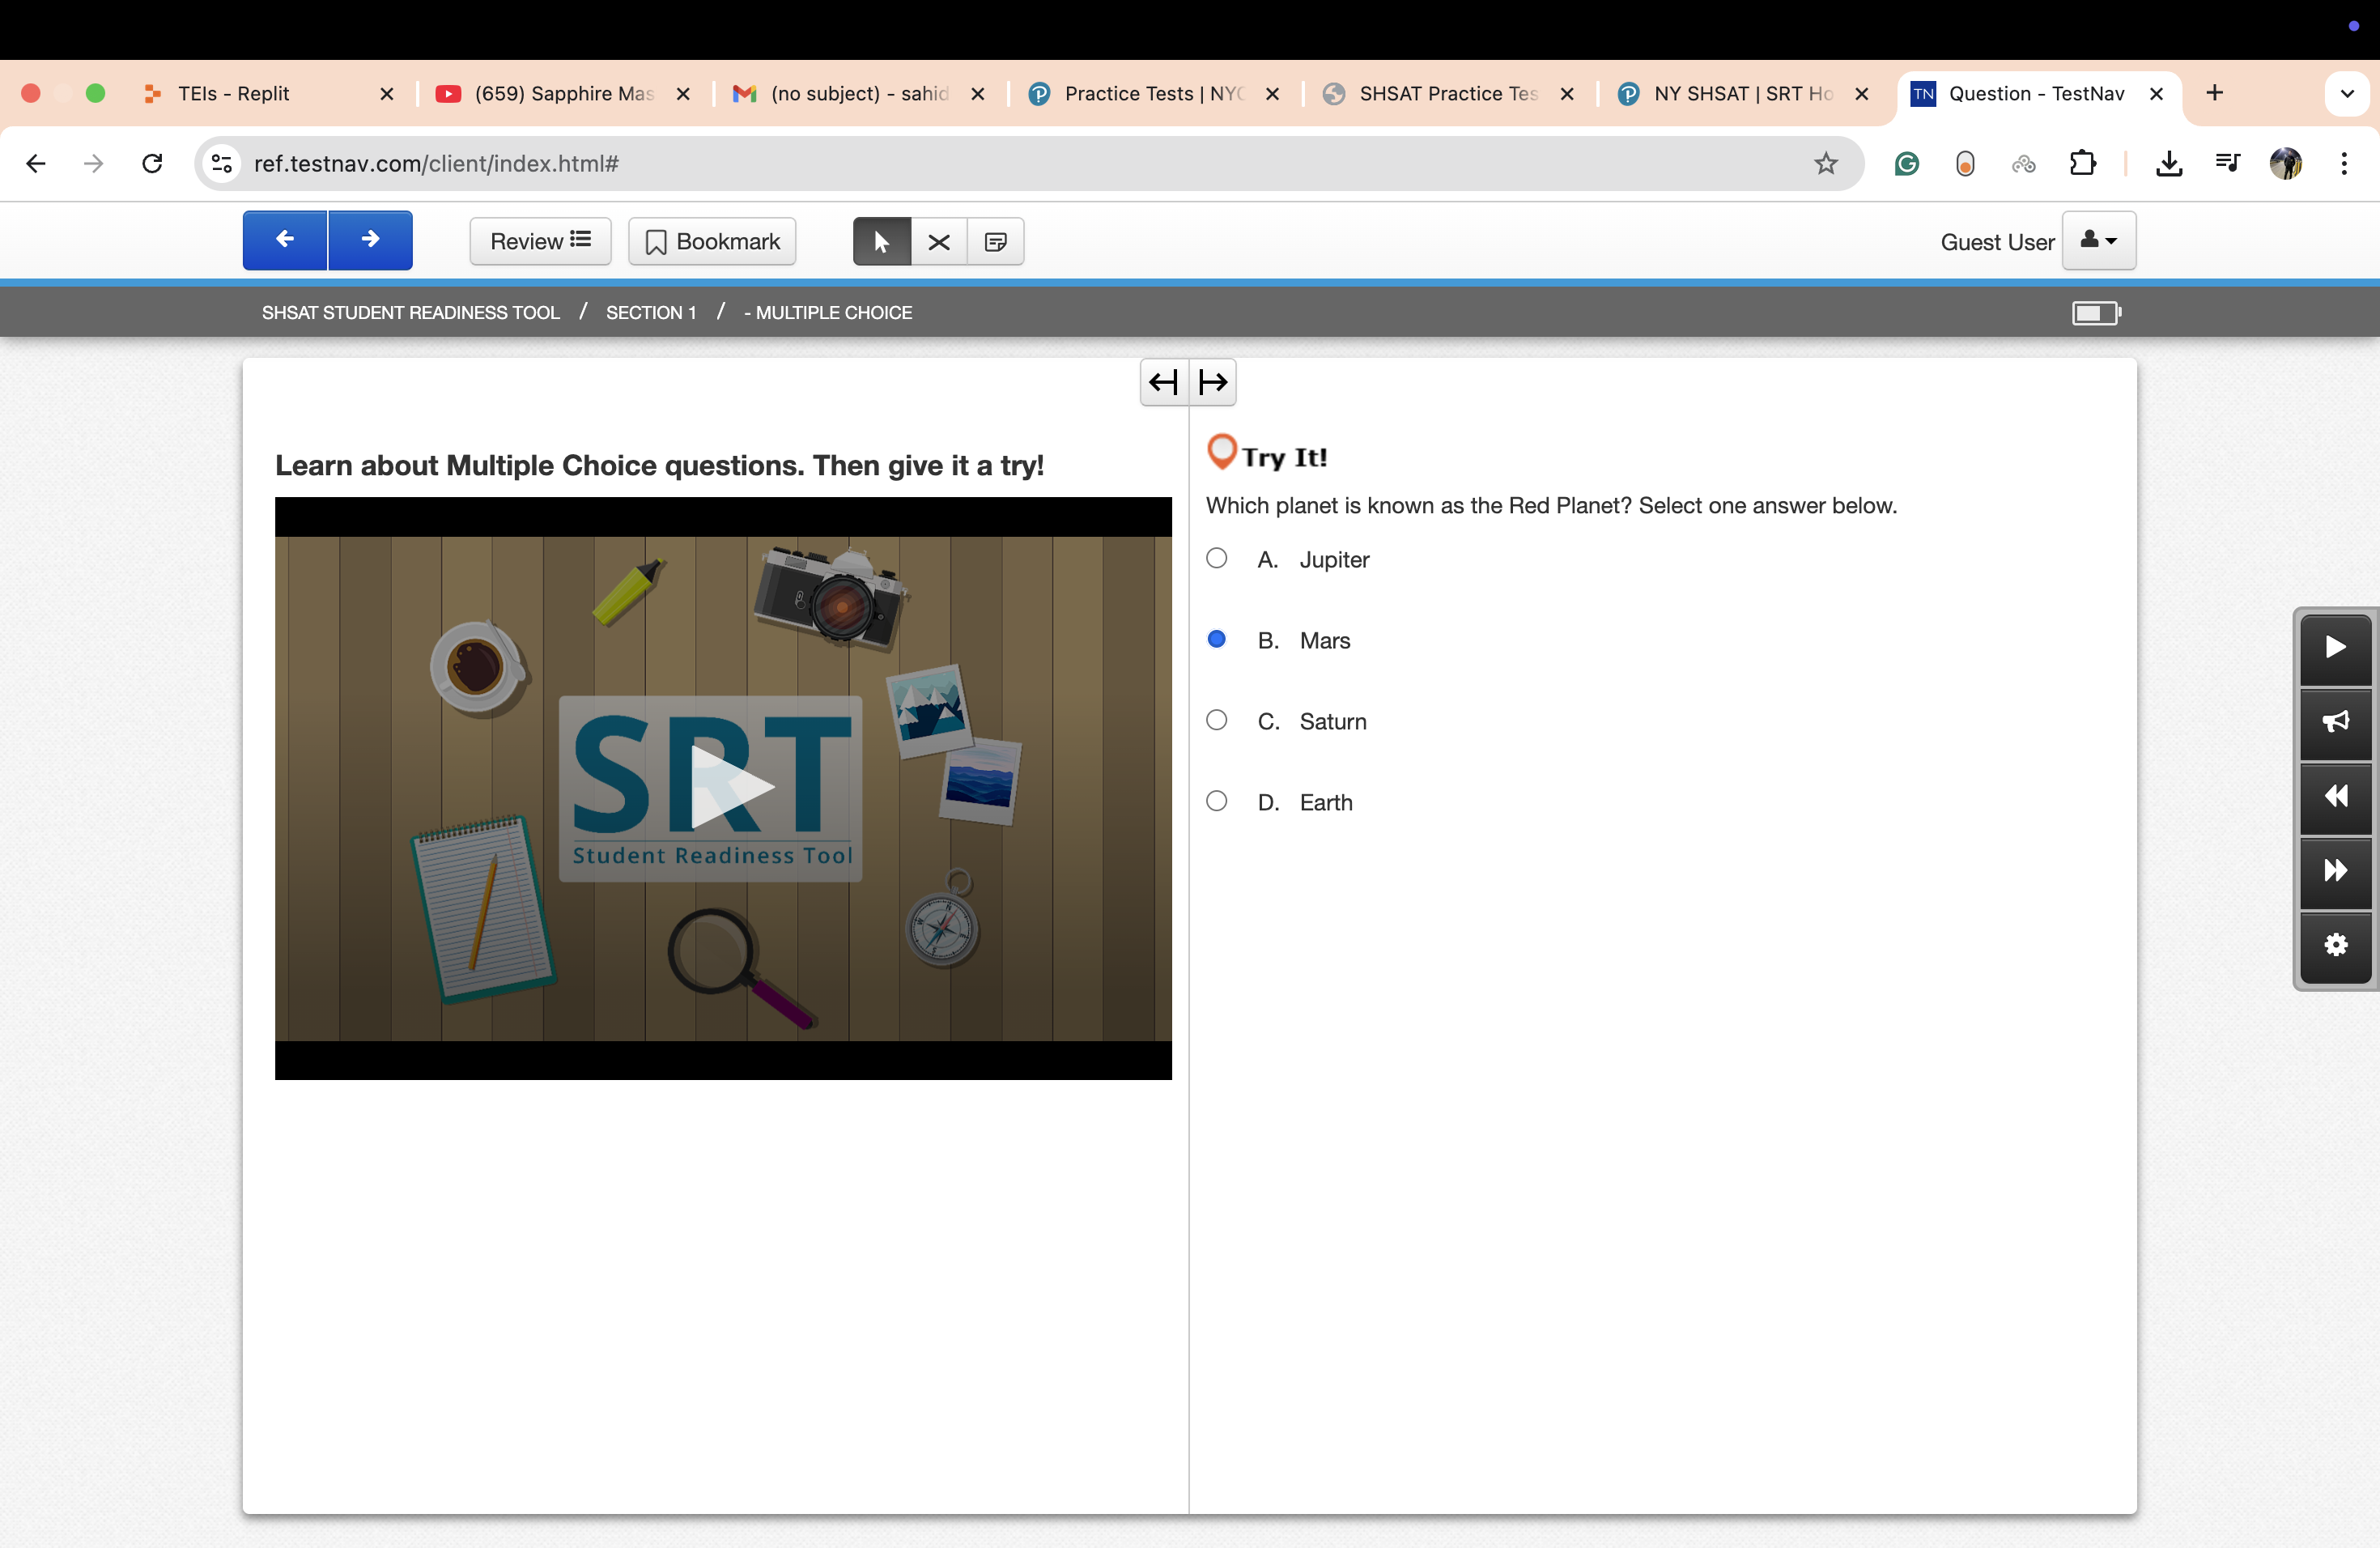 TEIs - Replit
(659) Sapphire Mas
(no subject) - sahid
Practice Tests | NYC
SHSAT Practice Tes
NY SHSAT | SRT Ho
TN Question - TestNav
ref.testnav.com/client/index.html#
Review
Bookmark
Guest User
SHSAT STUDENT READINESS TOOL / SECTION 1 / - MULTIPLE CHOICE
Learn about Multiple Choice questions. Then give it a try!
SRT
Student Readiness Tool
Try It!
Which planet is known as the Red Planet? Select one answer below.
A. Jupiter
B. Mars
C. Saturn
D. Earth